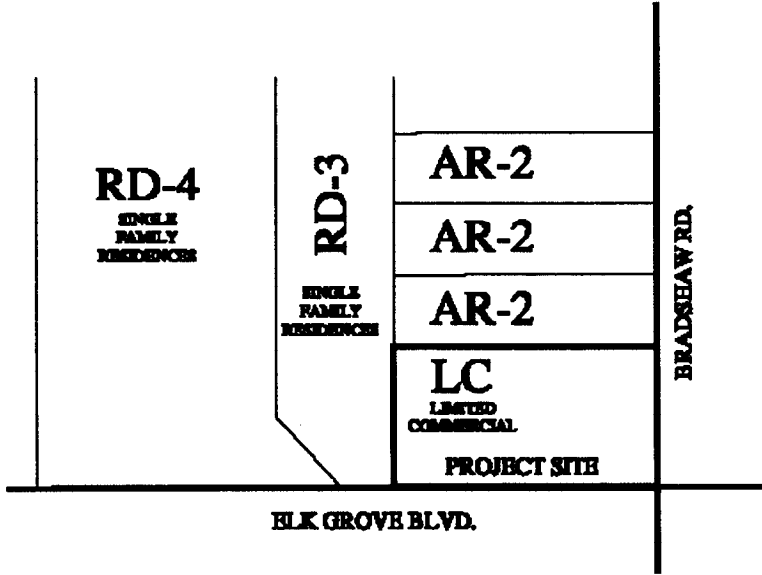 RD-4
SINGLE
FAMILY
RESIDENCES
RD-3
SINGLE
FAMILY
RESIDENCES
AR-2
AR-2
AR-2
LC
LIMITED
COMMERCIAL
PROJECT SITE
BRADSHAW RD.
ELK GROVE BLVD.